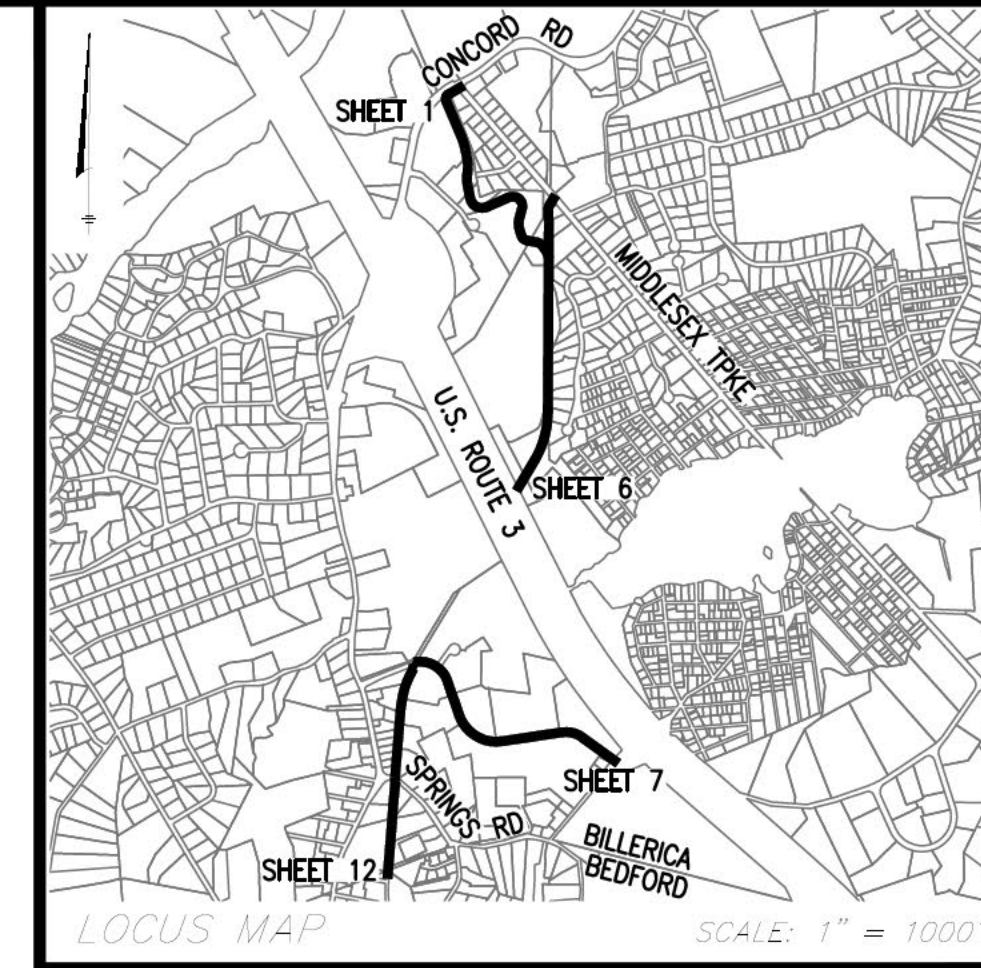 CONCORD RD
SHEET 1
MIDDLESEX TPKE
U.S. ROUTE 3
SHEET 6
SHEET 7
SPRINGS RD
BILLERICA
BEDFORD
SHEET 12
LOCUS MAP
SCALE: 1" = 1000'